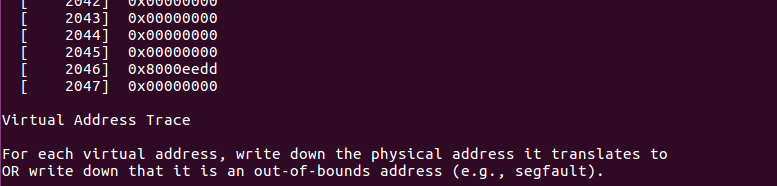 [    2042]  0x00000000
[    2043]  0x00000000
[    2044]  0x00000000
[    2045]  0x00000000
[    2046]  0x8000eedd
[    2047]  0x00000000
Virtual Address Trace
For each virtual address, write down the physical address it translates to
OR write down that it is an out-of-bounds address (e.g., segfault).